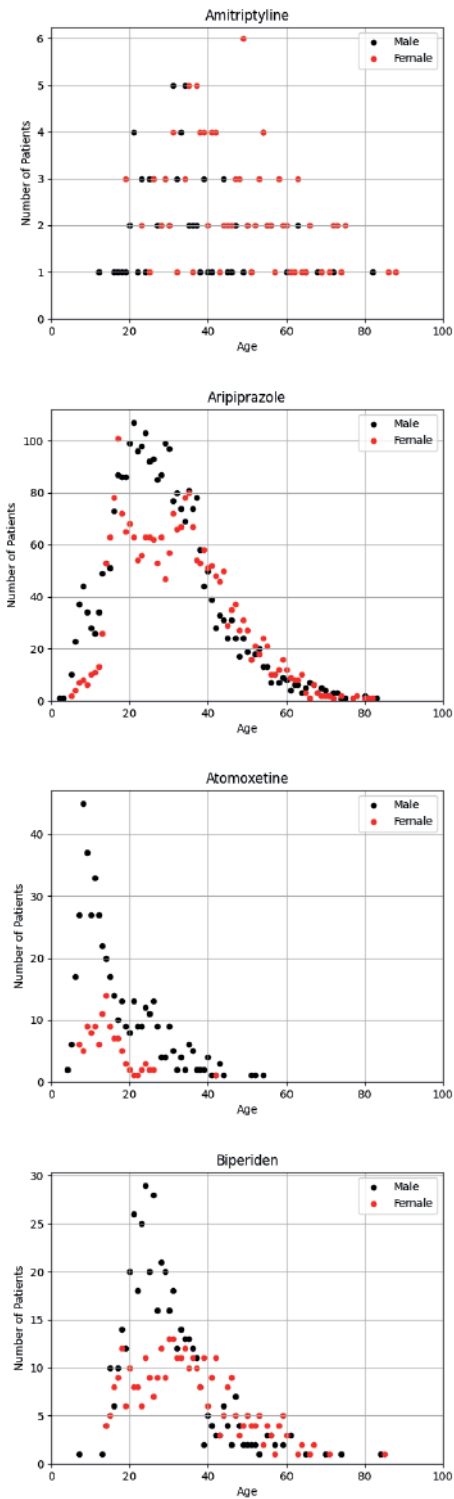 Amitriptyline
6
5
4
3
2
1
0
Number of Patients
Male
Female
0 20 40 60 80 100
Age
Aripiprazole
100
80
60
40
20
0
Number of Patients
Male
Female
0 20 40 60 80 100
Age
Atomoxetine
40
30
20
10
0
Number of Patients
Male
Female
0 20 40 60 80 100
Age
Biperiden
30
25
20
15
10
5
0
Number of Patients
Male
Female
0 20 40 60 80 100
Age